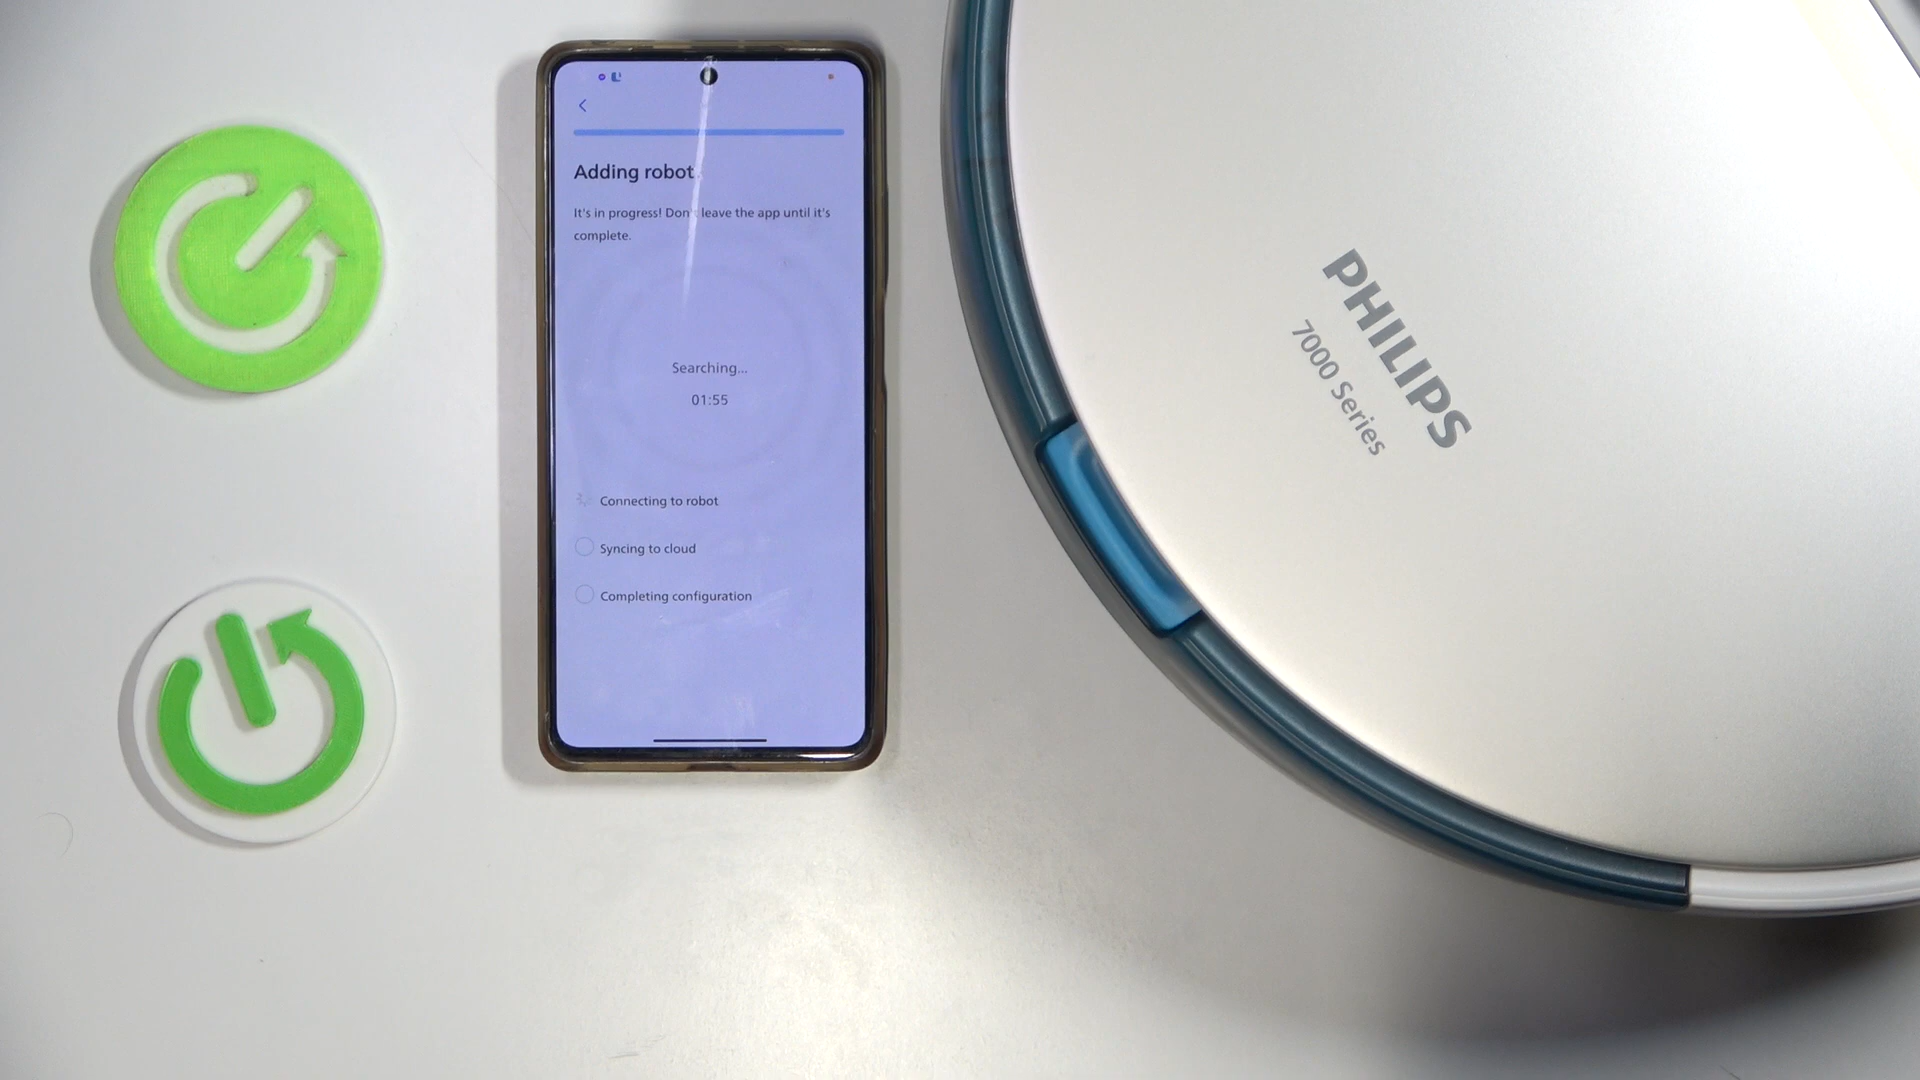 Adding robot
It's in progress! Don't leave the app until it's
complete.
Searching...
01:55
Connecting to robot
Syncing to cloud
Completing configuration
PHILIPS
7000 Series